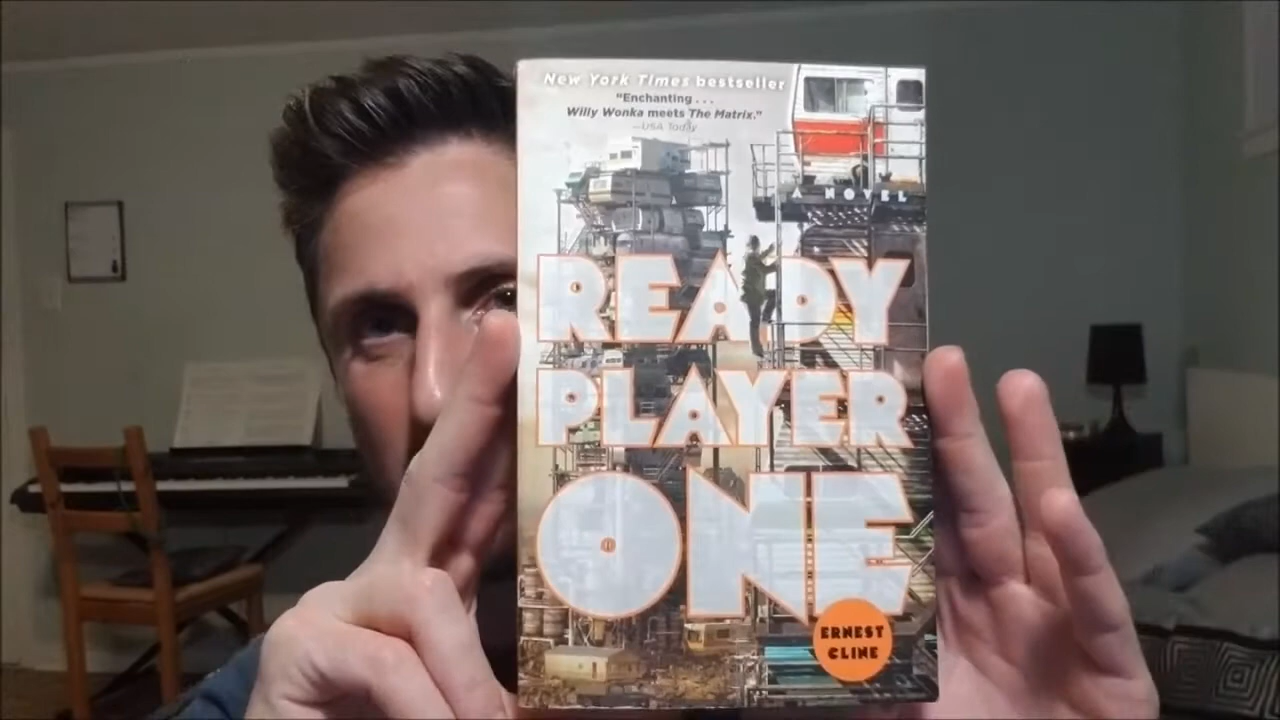 New York Times bestseller
"Enchanting . . .
Willy Wonka meets The Matrix."
—USA Today
A NOVEL
READY
PLAYER
ONE
ERNEST
CLINE